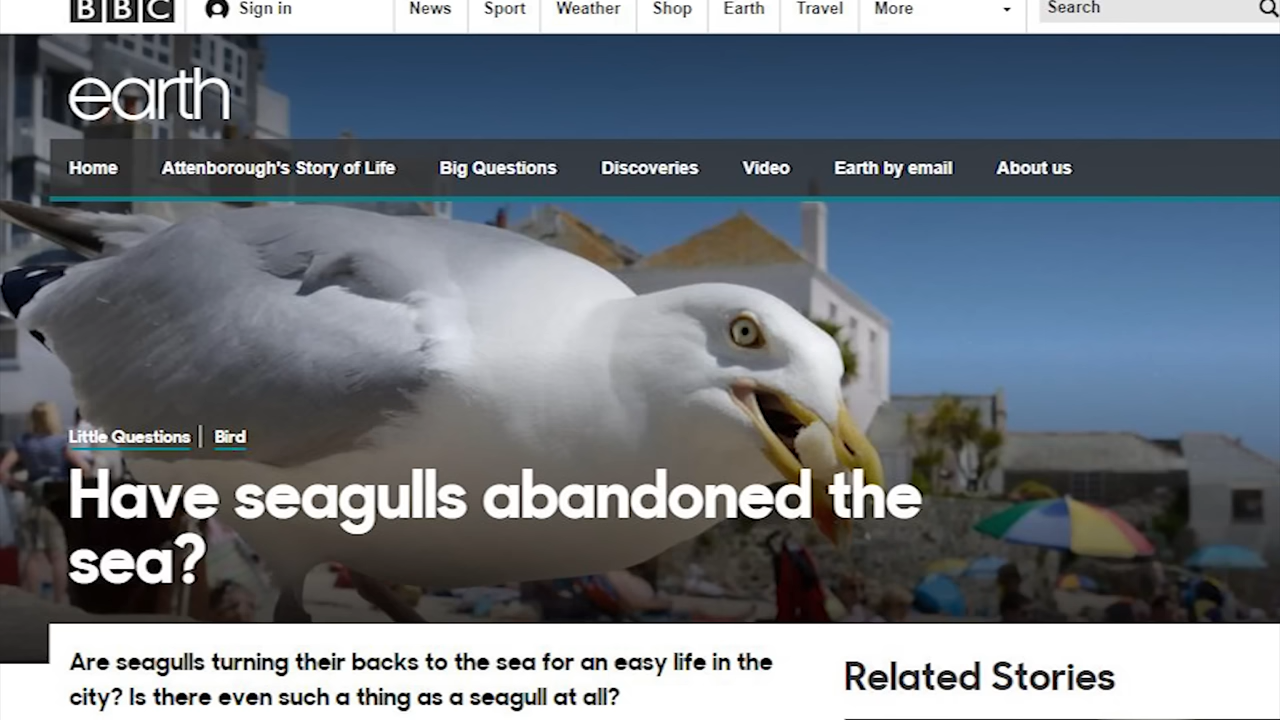 BBC Sign in News Sport Weather Shop Earth Travel More Search
earth
Home Attenborough's Story of Life Big Questions Discoveries Video Earth by email About us
Little Questions | Bird
Have seagulls abandoned the
sea?
Are seagulls turning their backs to the sea for an easy life in the
city? Is there even such a thing as a seagull at all?
Related Stories